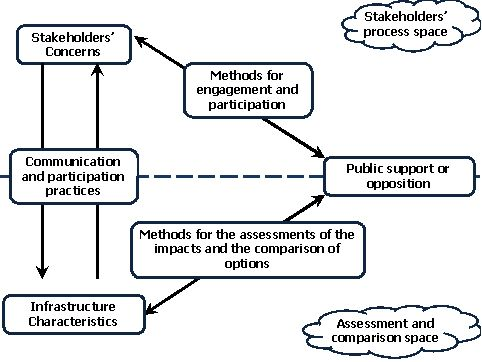 Stakeholders'
Concerns
Stakeholders'
process space
Methods for
engagement and
participation
Communication
and participation
practices
Public support or
opposition
Methods for the assessments of the
impacts and the comparison of
options
Infrastructure
Characteristics
Assessment and
comparison space